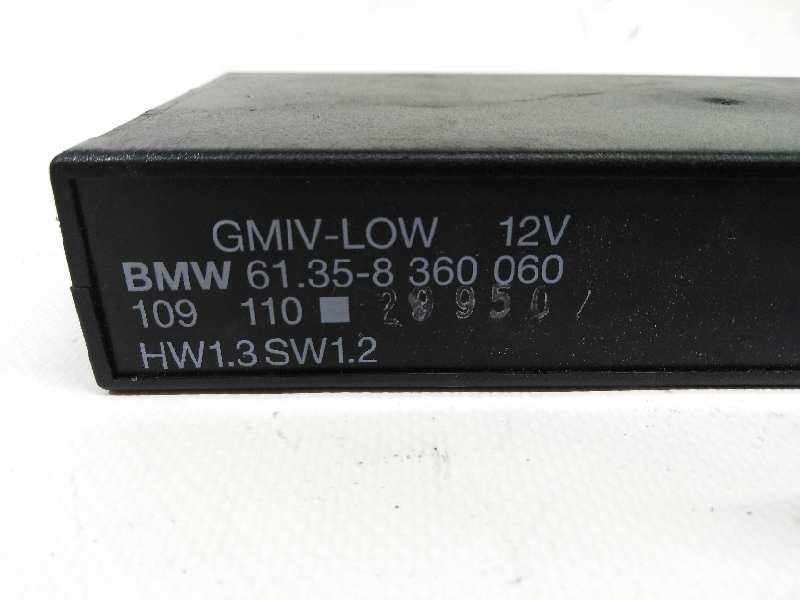 GMIV-LOW 12V
BMW 61.35-8 360 060
109 110
HW1.3 SW1.2